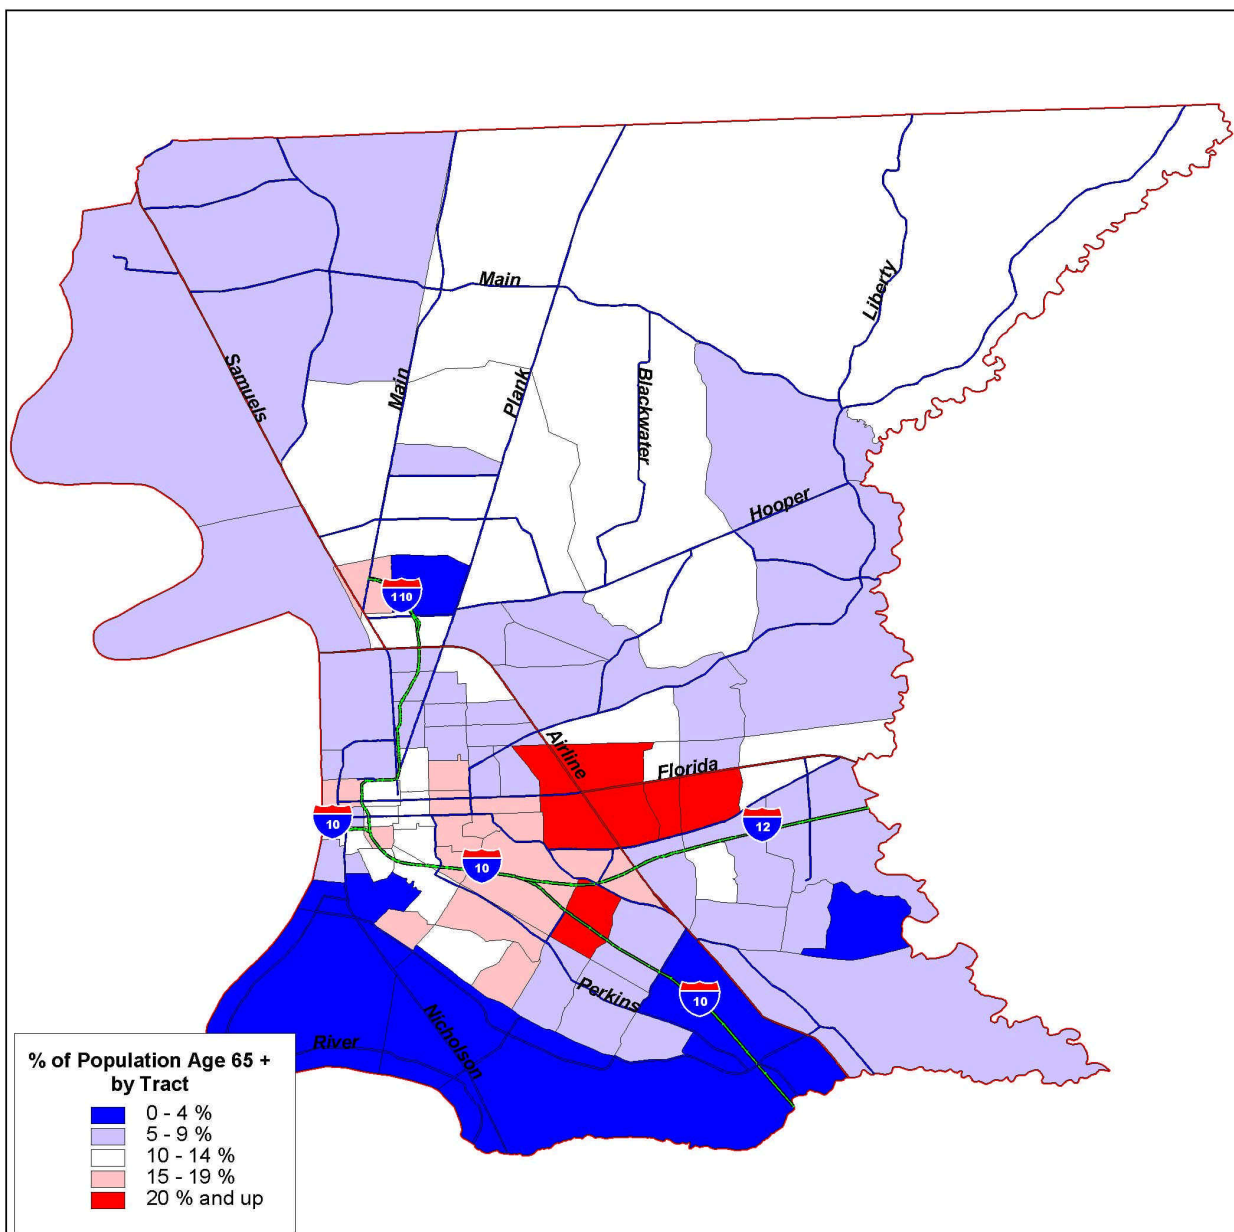 Main
Liberty
Samuels
Main
Plank
Blackwater
Hooper
110
Airline
Florida
10
12
10
Perkins
10
Nicholson
River
% of Population Age 65 +
by Tract
0 - 4 %
5 - 9 %
10 - 14 %
15 - 19 %
20 % and up